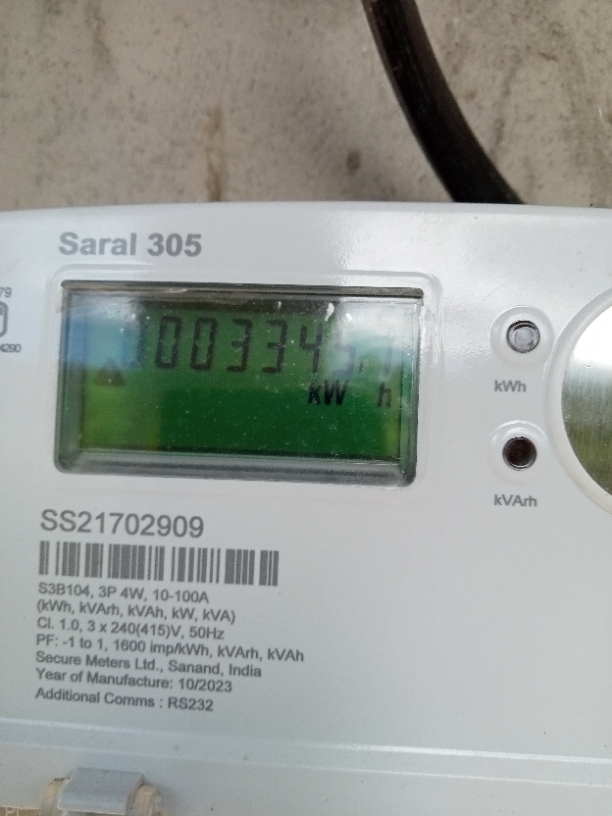 Saral 305
kW h
kWh
kVArh
SS21702909
S3B104, 3P 4W, 10-100A
(kWh, kVArh, kVAh, kW, kVA)
Cl. 1.0, 3 x 240(415)V, 50Hz
PF: -1 to 1, 1600 imp/kWh, kVArh, kVAh
Secure Meters Ltd., Sanand, India
Year of Manufacture: 10/2023
Additional Comms : RS232